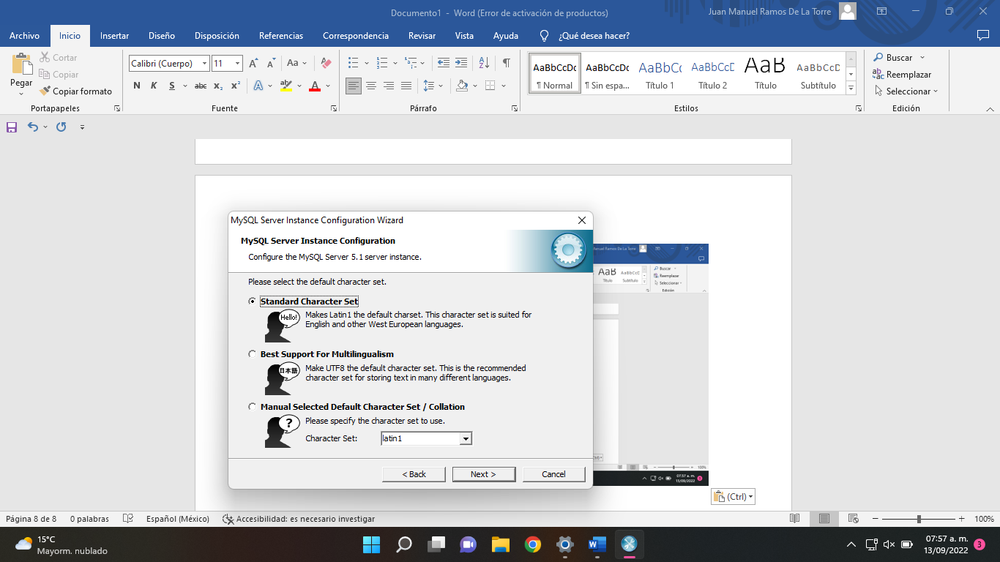 Documento1 - Word (Error de activación de productos)
Juan Manuel Ramos De La Torre
Archivo Inicio Insertar Diseño Disposición Referencias Correspondencia Revisar Vista Ayuda ¿Qué desea hacer?
Pegar
Cortar
Copiar
Copiar formato
Portapapeles
Calibri (Cuerpo) 11 Aa
N K S abc x₂ x² A aby A
Fuente
Párrafo
AaBbCcDc AaBbCcDc AaBbCc AaBbCcD AaB AaBbCcD
¶ Normal ¶ Sin espa... Título 1 Título 2 Título Subtítulo
Estilos
Buscar
Reemplazar
Seleccionar
Edición
MySQL Server Instance Configuration Wizard
MySQL Server Instance Configuration
Configure the MySQL Server 5.1 server instance.
Please select the default character set.
Standard Character Set
Hello!
Makes Latin1 the default charset. This character set is suited for
English and other West European languages.
Best Support For Multilingualism
日本語
Make UTF8 the default character set. This is the recommended
character set for storing text in many different languages.
Manual Selected Default Character Set / Collation
?
Please specify the character set to use.
Character Set: latin1
< Back Next > Cancel
Manuel Ramos De La Torre
AaB AaBbCcD
Título Subtítulo
Buscar
Reemplazar
Seleccionar
Edición
100%
07:57 a. m.
13/09/2022
(Ctrl)
Página 8 de 8 0 palabras Español (México) Accesibilidad: es necesario investigar 100%
15°C
Mayorm. nublado
07:57 a. m.
13/09/2022
3